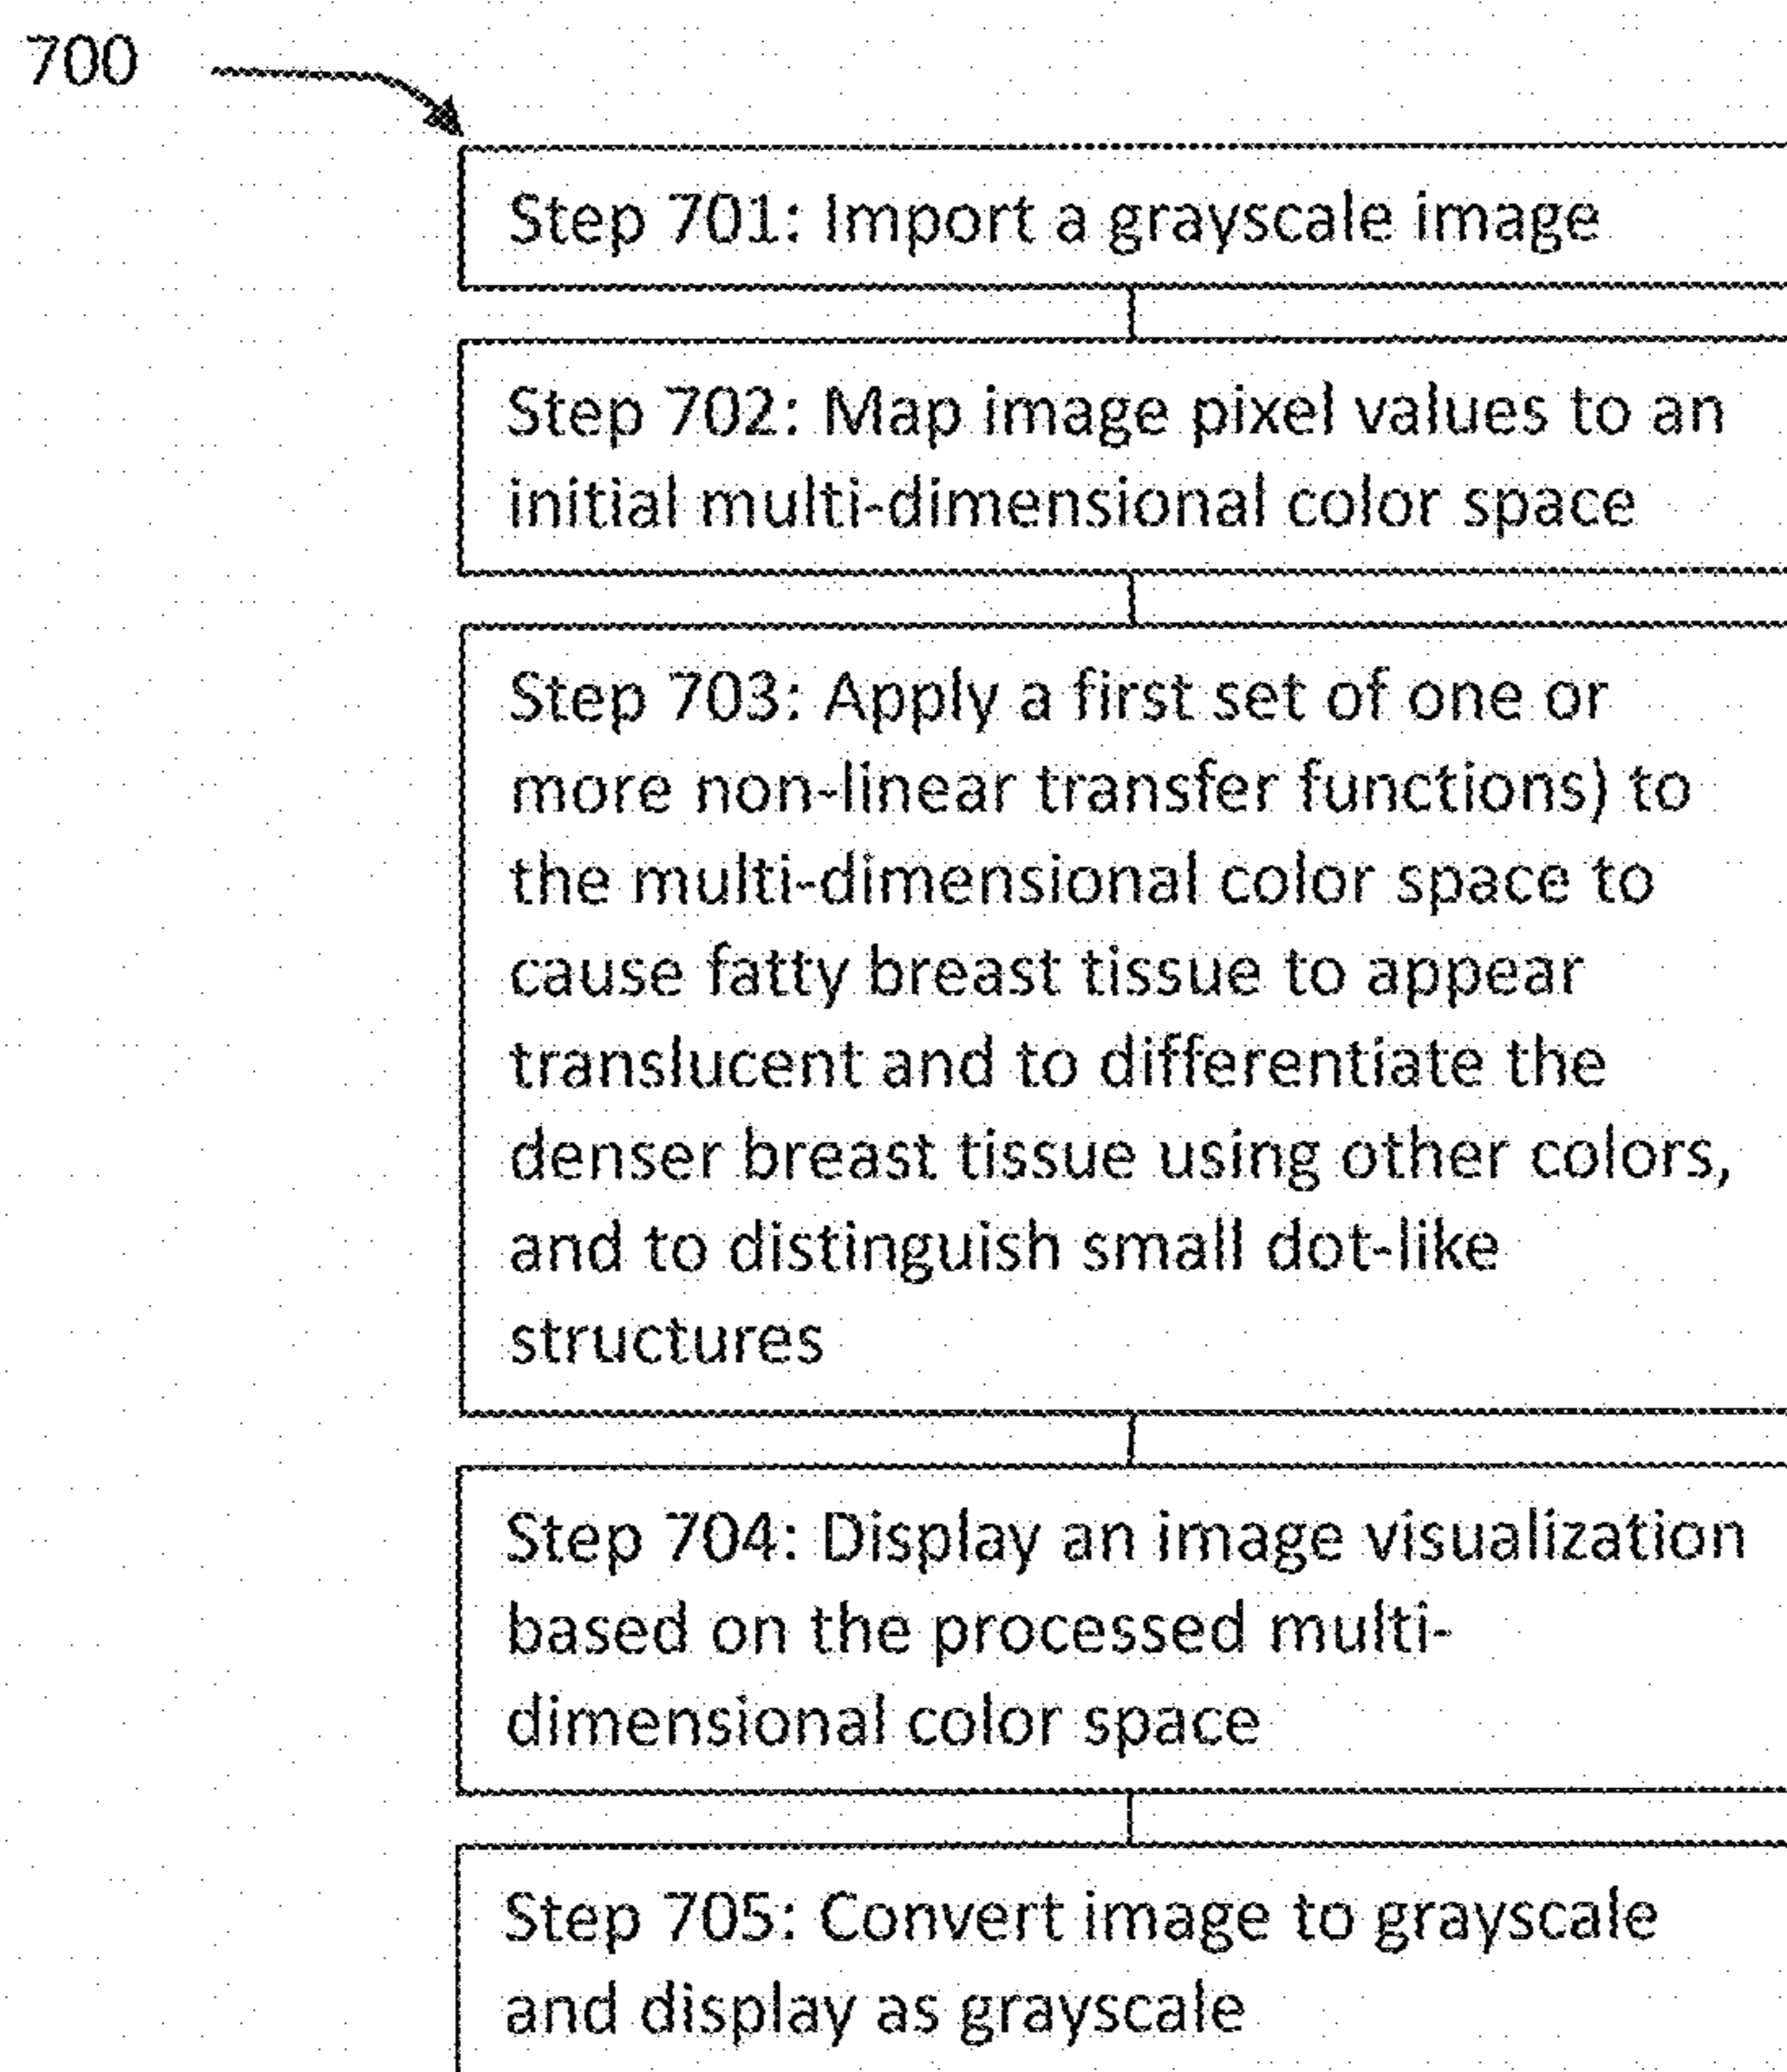 700
Step 701: Import a grayscale image
Step 702: Map image pixel values to an
initial multi-dimensional color space
Step 703: Apply a first set of one or
more non-linear transfer functions) to
the multi-dimensional color space to
cause fatty breast tissue to appear
translucent and to differentiate the
denser breast tissue using other colors,
and to distinguish small dot-like
structures
Step 704: Display an image visualization
based on the processed multi-
dimensional color space
Step 705: Convert image to grayscale
and display as grayscale